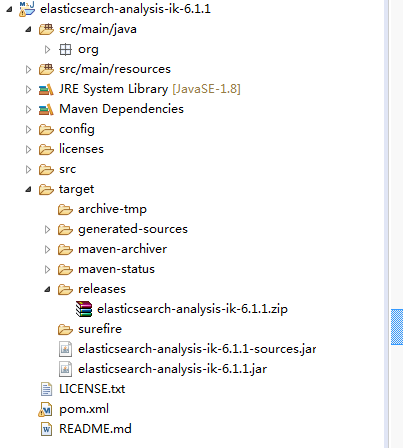 elasticsearch-analysis-ik-6.1.1
src/main/java
org
src/main/resources
JRE System Library [JavaSE-1.8]
Maven Dependencies
config
licenses
src
target
archive-tmp
generated-sources
maven-archiver
maven-status
releases
elasticsearch-analysis-ik-6.1.1.zip
surefire
elasticsearch-analysis-ik-6.1.1-sources.jar
elasticsearch-analysis-ik-6.1.1.jar
LICENSE.txt
pom.xml
README.md